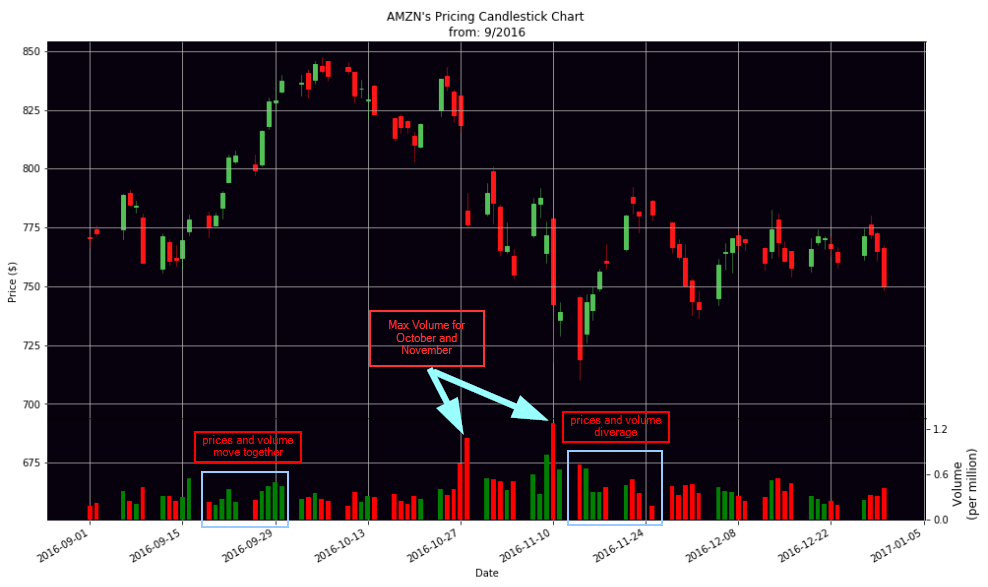 AMZN's Pricing Candlestick Chart
from: 9/2016
850
825
800
775
750
725
700
675
Price ($)
Max Volume for
October and
November
prices and volume
move together
prices and volume
diverage
1.2
0.6
0.0
Volume
(per million)
2016-09-01
2016-09-15
2016-09-29
2016-10-13
2016-10-27
2016-11-10
2016-11-24
2016-12-08
2016-12-22
2017-01-05
Date